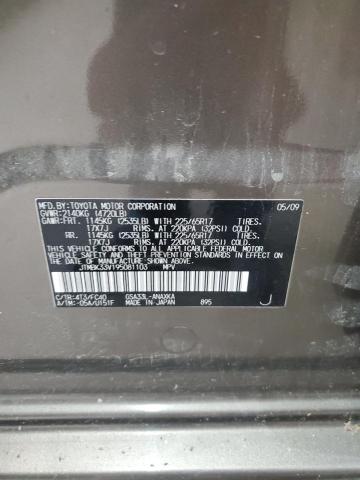 MFD.BY:TOYOTA MOTOR CORPORATION 05/09
GVWR:2140KG (4720LB)
GAWR:FRT. 1145KG (2535LB) WITH 225/65R17 TIRES,
17X7J RIMS, AT 220KPA (32PSI) COLD
RR. 1145KG (2535LB) WITH 225/65R17 TIRES,
17X7J RIMS, AT 220KPA (32PSI) COLD
THIS VEHICLE CONFORMS TO ALL APPLICABLE FEDERAL MOTOR
VEHICLE SAFETY AND THEFT PREVENTION STANDARDS IN
EFFECT ON THE DATE OF MANUFACTURE SHOWN ABOVE.
JTMBK33V195081103 MPV
C/TR:4T3/FC40 GSA33L-ANAXKA J
A/TM:-05A/U151F MADE IN JAPAN 895